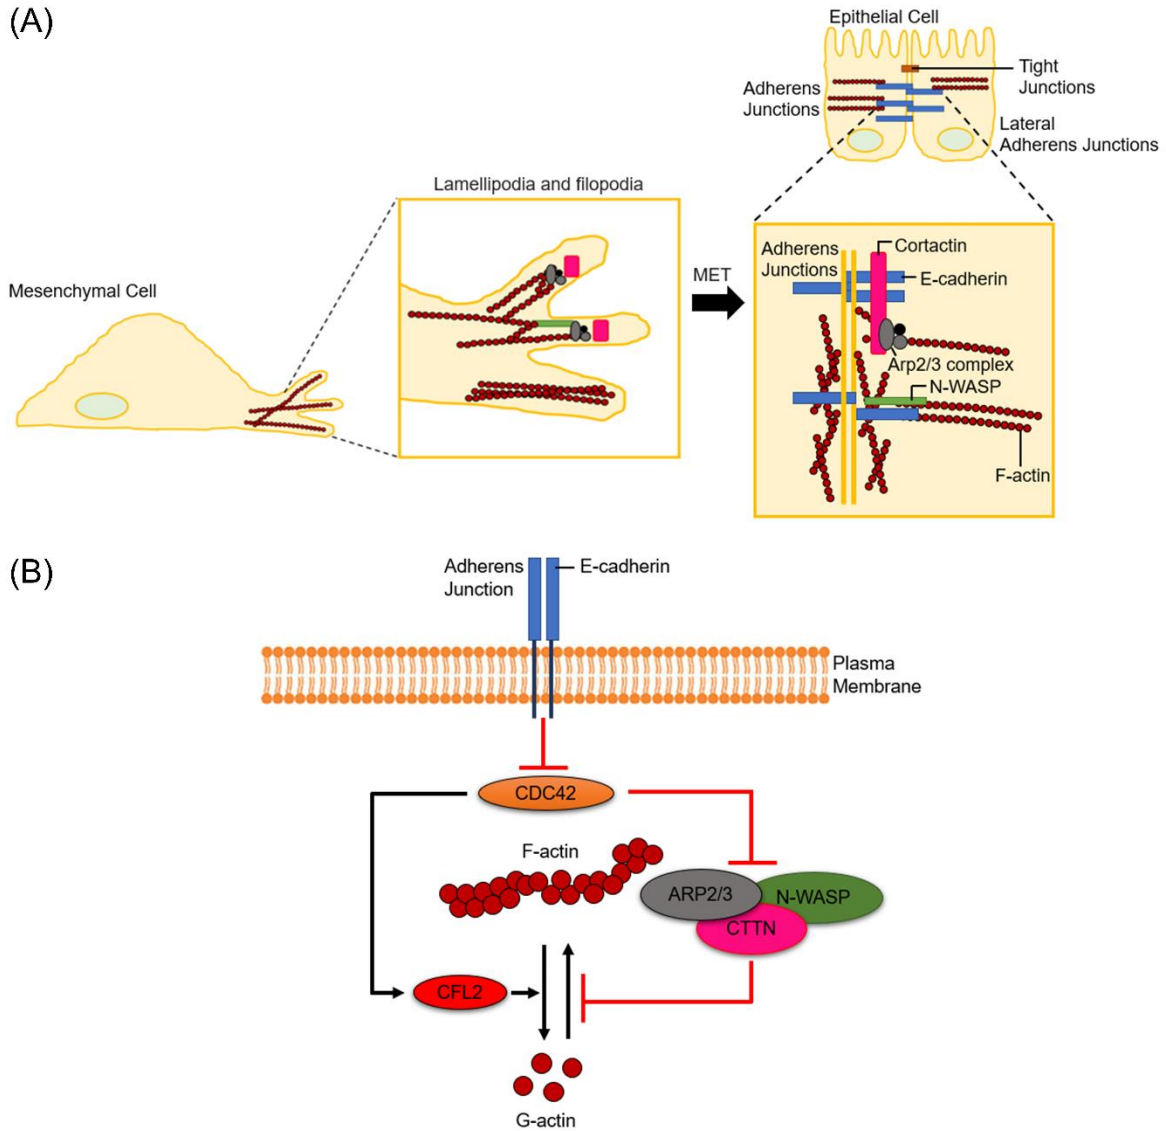 (A)
Epithelial Cell
Tight
Junctions
Adherens
Junctions
Lateral
Adherens Junctions
Lamellipodia and filopodia
Mesenchymal Cell
MET
Adherens
Junctions
Cortactin
E-cadherin
Arp2/3 complex
N-WASP
F-actin
(B)
Adherens
Junction
E-cadherin
Plasma
Membrane
CDC42
F-actin
ARP2/3
N-WASP
CTTN
CFL2
G-actin